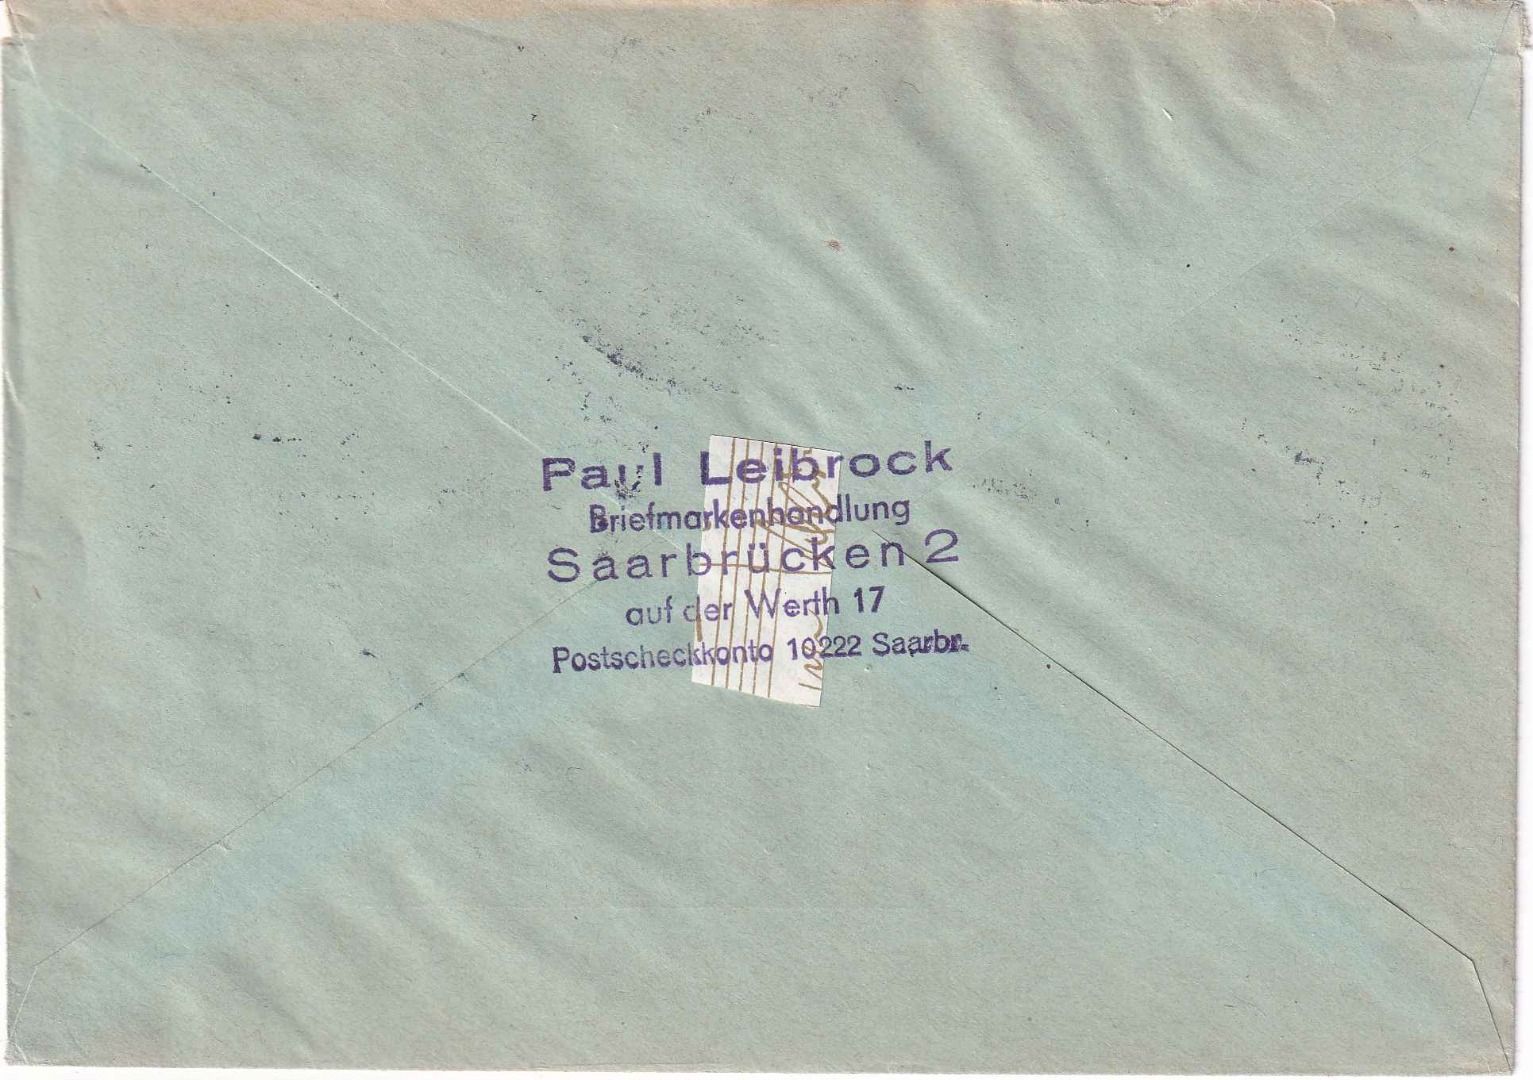 Paul Leibrock
Briefmarkenhandlung
Saarbrücken 2
auf der Werth 17
Postscheckkonto 10222 Saarbr.